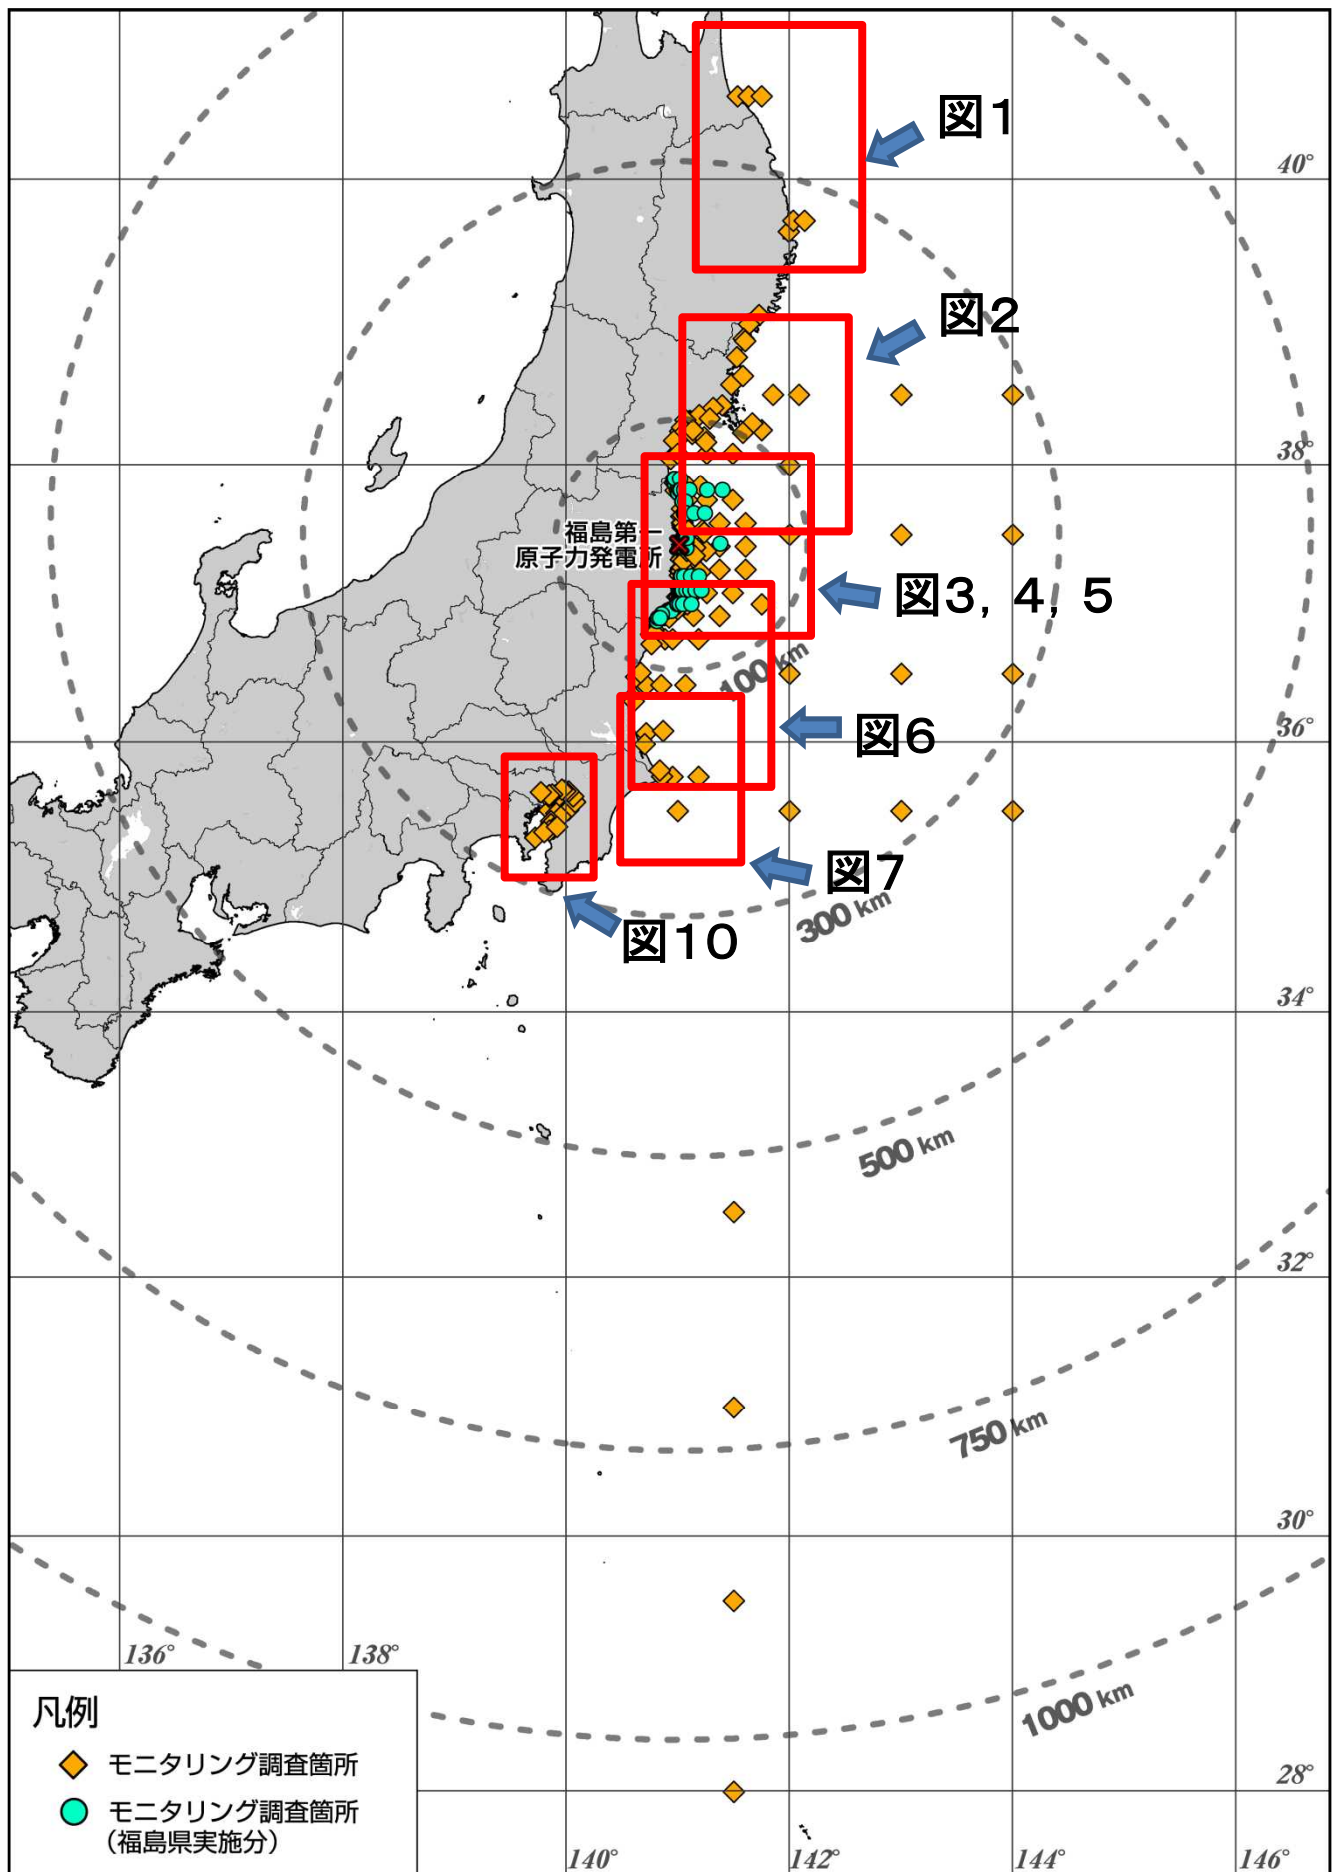 図1
40°
図2
38°
福島第一
原子力発電所
図3, 4, 5
100 km
図6
36°
図7
300 km
図10
34°
500 km
32°
750 km
30°
136°
138°
1000 km
凡例
モニタリング調査箇所
モニタリング調査箇所
（福島県実施分）
28°
140°
142°
144°
146°